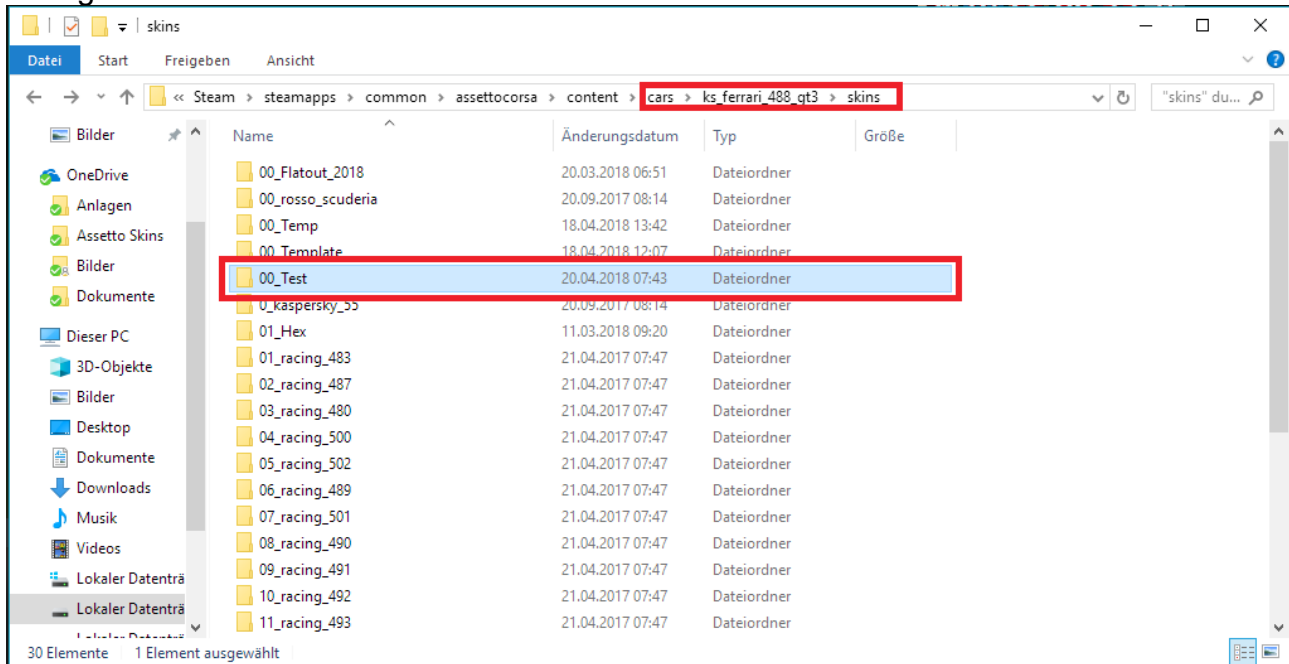 skins
Datei Start Freigeben Ansicht
« Steam > steamapps > common > assettocorsa > content > cars > ks_ferrari_488_gt3 > skins "skins" du...
Bilder
OneDrive
Anlagen
Assetto Skins
Bilder
Dokumente
Dieser PC
3D-Objekte
Bilder
Desktop
Dokumente
Downloads
Musik
Videos
Lokaler Datenträ
Lokaler Datenträ
Name Änderungsdatum Typ Größe
00_Flatout_2018 20.03.2018 06:51 Dateiordner
00_rosso_scuderia 20.09.2017 08:14 Dateiordner
00_Temp 18.04.2018 13:42 Dateiordner
00_Template 18.04.2018 12:07 Dateiordner
00_Test 20.04.2018 07:43 Dateiordner
0_kaspersky_55 20.09.2017 08:14 Dateiordner
01_Hex 11.03.2018 09:20 Dateiordner
01_racing_483 21.04.2017 07:47 Dateiordner
02_racing_487 21.04.2017 07:47 Dateiordner
03_racing_480 21.04.2017 07:47 Dateiordner
04_racing_500 21.04.2017 07:47 Dateiordner
05_racing_502 21.04.2017 07:47 Dateiordner
06_racing_489 21.04.2017 07:47 Dateiordner
07_racing_501 21.04.2017 07:47 Dateiordner
08_racing_490 21.04.2017 07:47 Dateiordner
09_racing_491 21.04.2017 07:47 Dateiordner
10_racing_492 21.04.2017 07:47 Dateiordner
11_racing_493 21.04.2017 07:47 Dateiordner
30 Elemente 1 Element ausgewählt